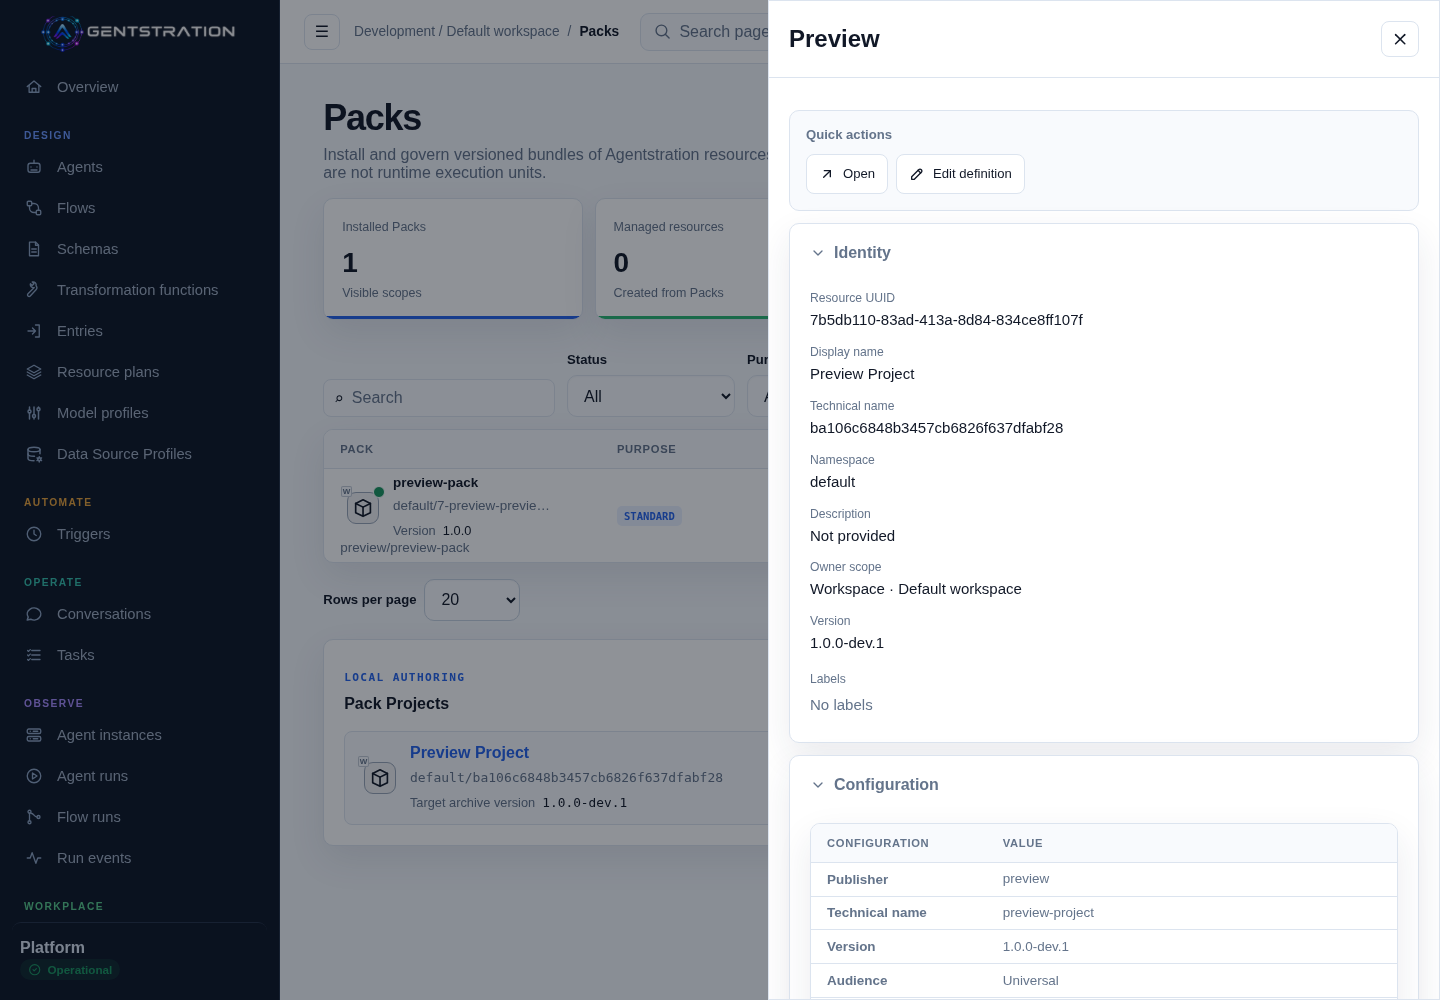 GENTSTRATION
Overview
DESIGN
Agents
Flows
Schemas
Transformation functions
Entries
Resource plans
Model profiles
Data Source Profiles
AUTOMATE
Triggers
OPERATE
Conversations
Tasks
OBSERVE
Agent instances
Agent runs
Flow runs
Run events
WORKPLACE
Platform
Operational
Development / Default workspace / Packs
Search page
Packs
Install and govern versioned bundles of Agentstration resources
are not runtime execution units.
Installed Packs
1
Visible scopes
Managed resources
0
Created from Packs
Status
Search
All
PACK
PURPOSE
W
preview-pack
default/7-preview-previe…
Version 1.0.0
preview/preview-pack
STANDARD
Rows per page
20
LOCAL AUTHORING
Pack Projects
W
Preview Project
default/ba106c6848b3457cb6826f637dfabf28
Target archive version 1.0.0-dev.1
Preview
Quick actions
Open
Edit definition
Identity
Resource UUID
7b5db110-83ad-413a-8d84-834ce8ff107f
Display name
Preview Project
Technical name
ba106c6848b3457cb6826f637dfabf28
Namespace
default
Description
Not provided
Owner scope
Workspace · Default workspace
Version
1.0.0-dev.1
Labels
No labels
Configuration
CONFIGURATION VALUE
Publisher preview
Technical name preview-project
Version 1.0.0-dev.1
Audience Universal